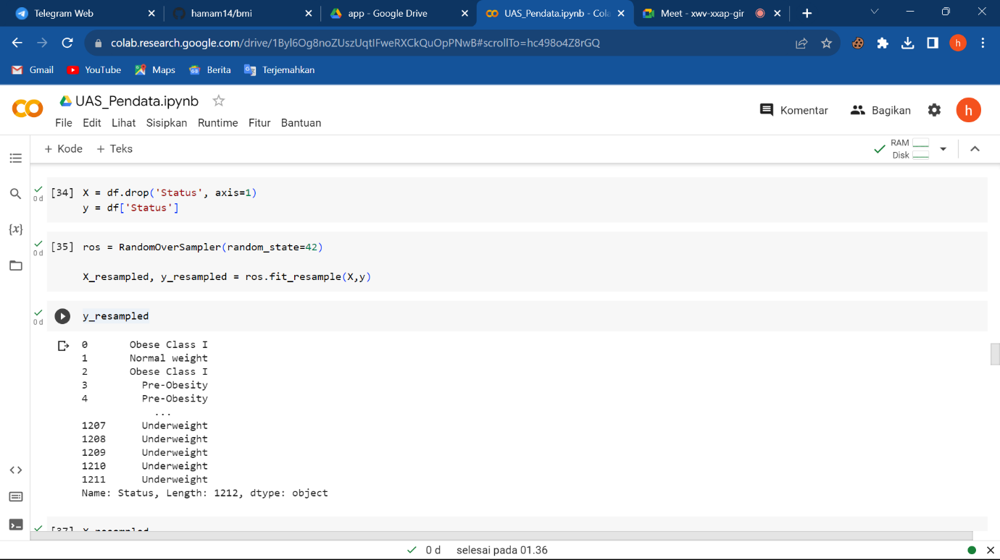 Telegram Web
hamam14/bmi
app - Google Drive
UAS_Pendata.ipynb - Cola
Meet - xwv-xxap-gir
colab.research.google.com/drive/1Byl6Og8noZUszUqtIFweRXCkQuOpPNwB#scrollTo=hc498o4Z8rGQ
h
Gmail
YouTube
Maps
Berita
Terjemahkan
UAS_Pendata.ipynb
File Edit Lihat Sisipkan Runtime Fitur Bantuan
Komentar
Bagikan
h
+ Kode + Teks
RAM
Disk
{x}
[34] X = df.drop('Status', axis=1)
0 d
y = df['Status']
[35] ros = RandomOverSampler(random_state=42)
0 d
X_resampled, y_resampled = ros.fit_resample(X,y)
y_resampled
0 d
0 Obese Class I
1 Normal weight
2 Obese Class I
3 Pre-Obesity
4 Pre-Obesity
...
1207 Underweight
1208 Underweight
1209 Underweight
1210 Underweight
1211 Underweight
Name: Status, Length: 1212, dtype: object
[37] X_resampled
0 d selesai pada 01.36